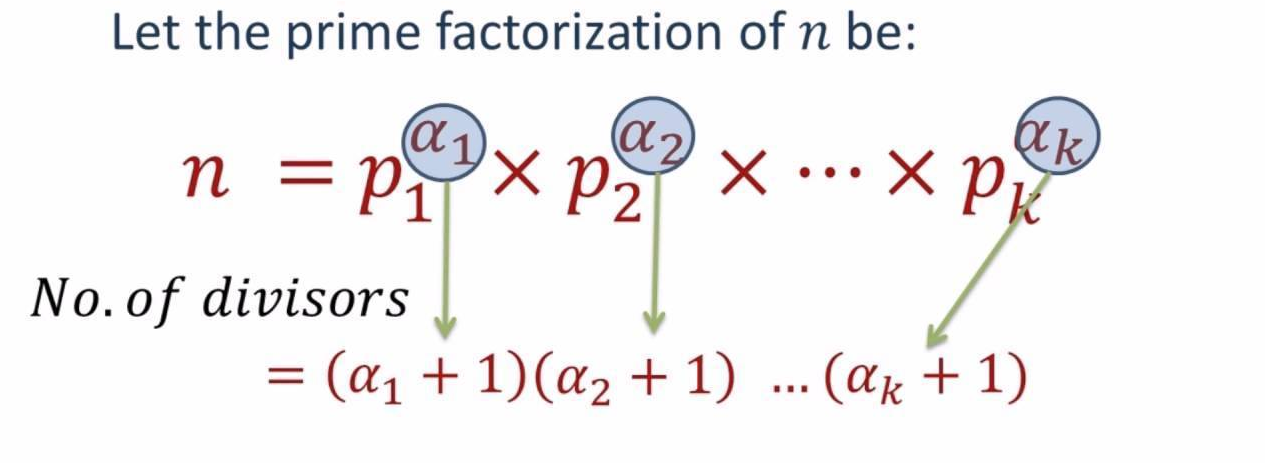 Let the prime factorization of n be:
n = p₁^α₁ × p₂^α₂ × ⋯ × pₖ^αₖ
No. of divisors
= (α₁ + 1)(α₂ + 1) ... (αₖ + 1)